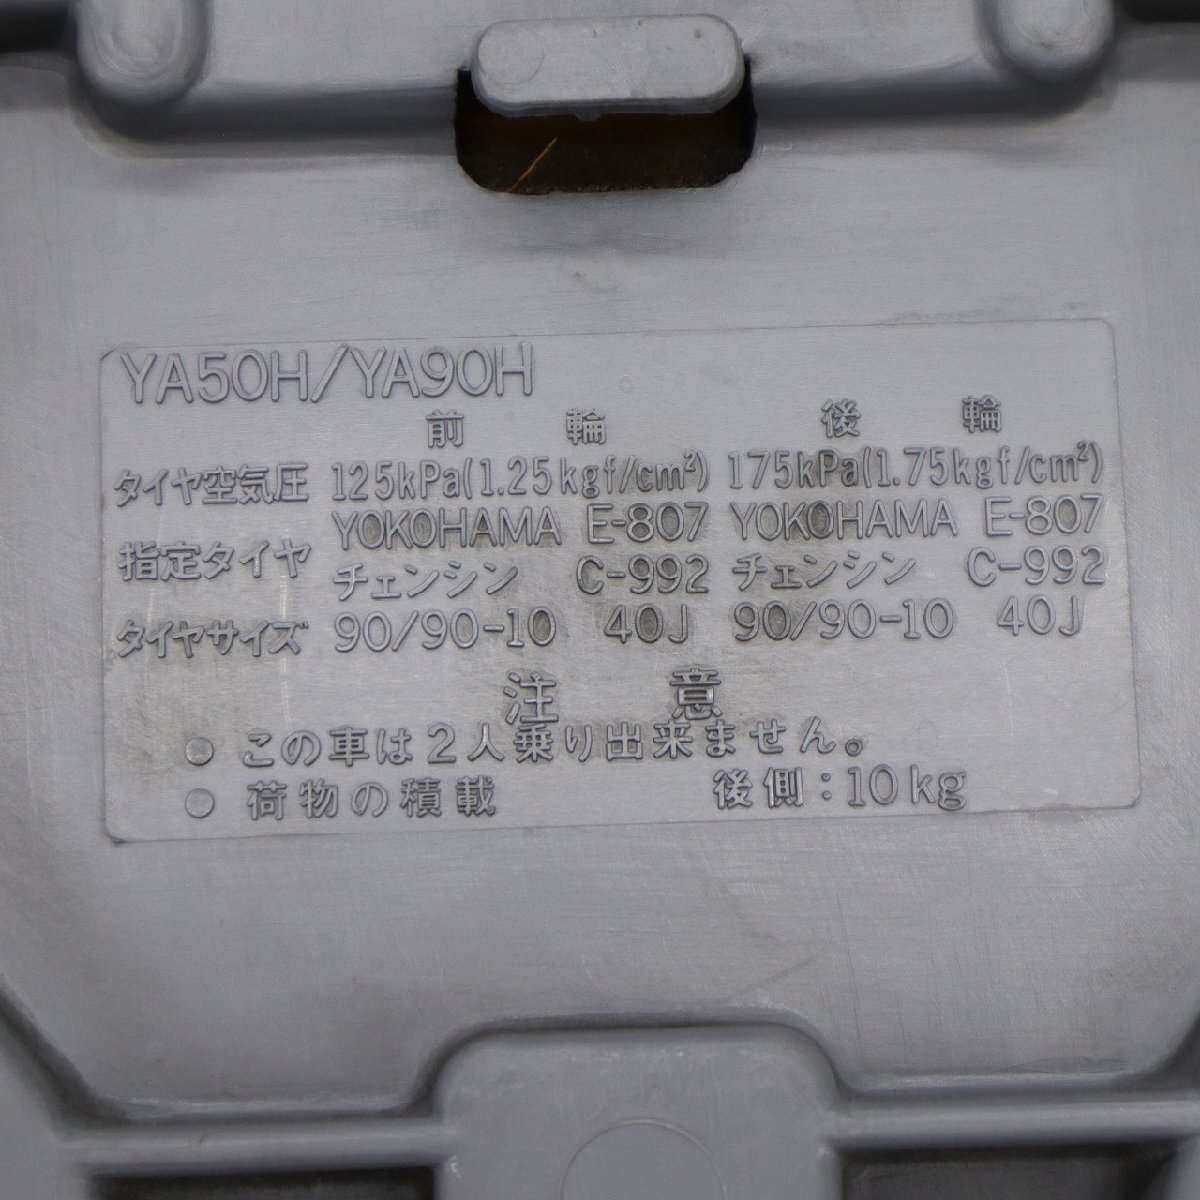 YA50H/YA90H
前輪 後輪
タイヤ空気圧 125kPa(1.25kgf/cm²) 175kPa(1.75kgf/cm²)
YOKOHAMA E-807 YOKOHAMA E-807
指定タイヤ
チェンシン C-992 チェンシン C-992
タイヤサイズ 90/90-10 40J 90/90-10 40J
注意
● この車は2人乗り出来ません。
● 荷物の積載 後側:10kg